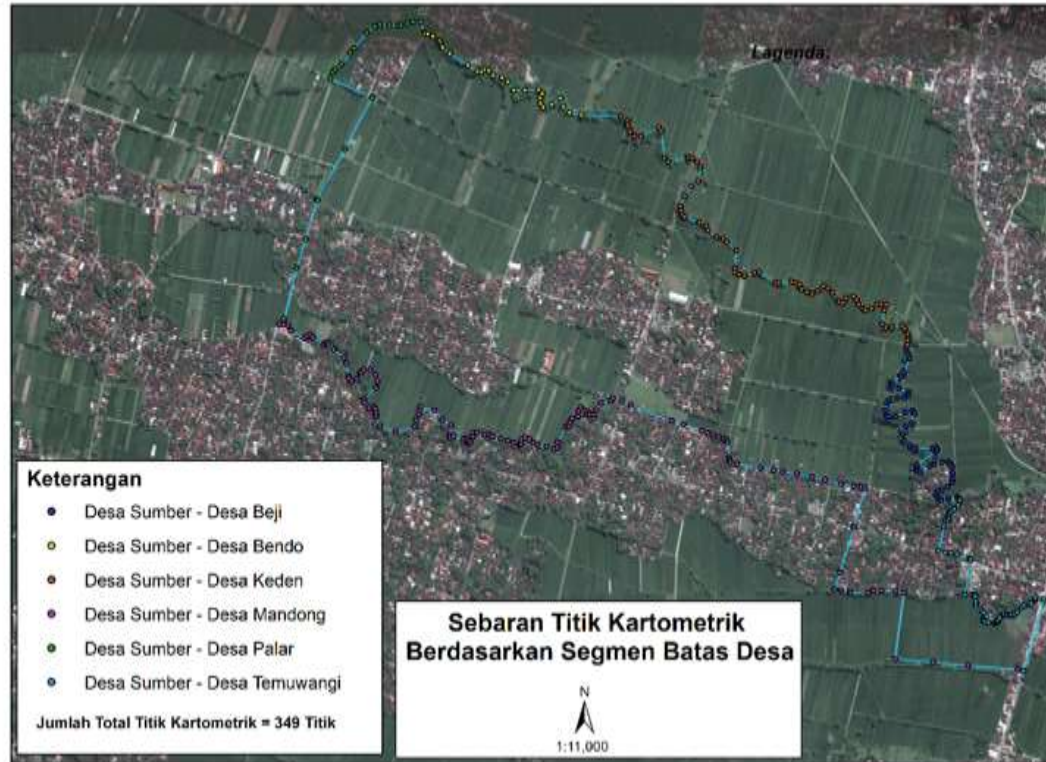 Lagenda:
Keterangan
Desa Sumber - Desa Beji
Desa Sumber - Desa Bendo
Desa Sumber - Desa Keden
Desa Sumber - Desa Mandong
Desa Sumber - Desa Palar
Desa Sumber - Desa Temuwangi
Jumlah Total Titik Kartometrik = 349 Titik
Sebaran Titik Kartometrik
Berdasarkan Segmen Batas Desa
N
1:11,000